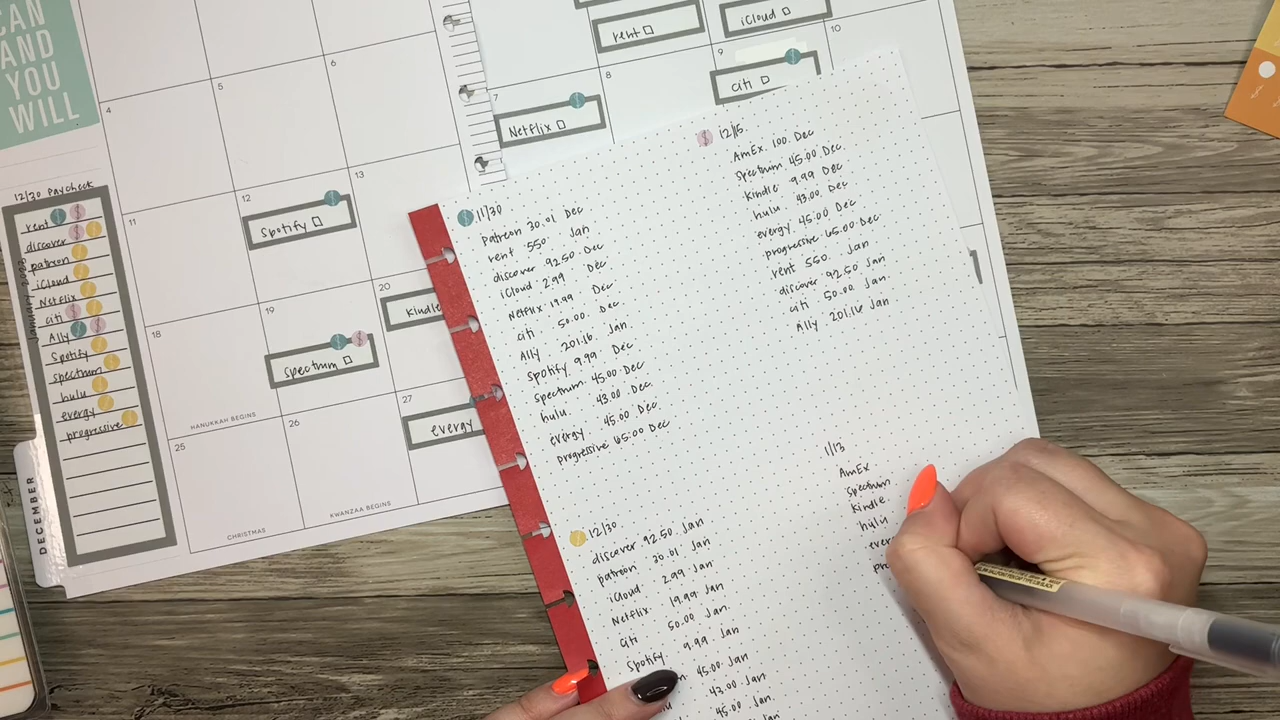 CAN
AND
YOU
WILL
12/30 Paycheck
rent
discover
patreon
iCloud
Netflix
citi
Ally
Spotify
spectrum
hulu
evergy
progressive
January 2023
DECEMBER
4
5
6
11
12
Spotify
13
18
HANUKKAH BEGINS
19
spectrum
20
Kindle
25
CHRISTMAS
26
KWANZAA BEGINS
27
evergy
rent
iCloud
7
Netflix
8
9
citi
10
11/30
Patreon 30.01 Dec
rent 550. Jan
discover 92.50 Dec
iCloud 2.99 Dec
Netflix 19.99 Dec
citi 50.00 Dec
Ally 201.16 Jan
Spotify 9.99 Dec
Spectrum 45.00 Dec
hulu 43.00 Dec
evergy 45.00 Dec
progressive 65.00 Dec
12/15
AmEx. 100. Dec
Spectrum 45.00 Dec
Kindle 9.99 Dec
hulu 43.00 Dec
evergy 45.00 Dec
progressive 65.00 Dec
rent 550. Jan
discover 92.50 Jan
citi 50.00 Jan
Ally 201.16 Jan
12/30
discover 92.50 Jan
patreon 30.01 Jan
iCloud 2.99 Jan
Netflix 19.99 Jan
citi 50.00 Jan
Spotify 9.99 Jan
45.00 Jan
43.00 Jan
45.00 Jan
Jan
1/13
AmEx
Spectrum
Kindle
hulu